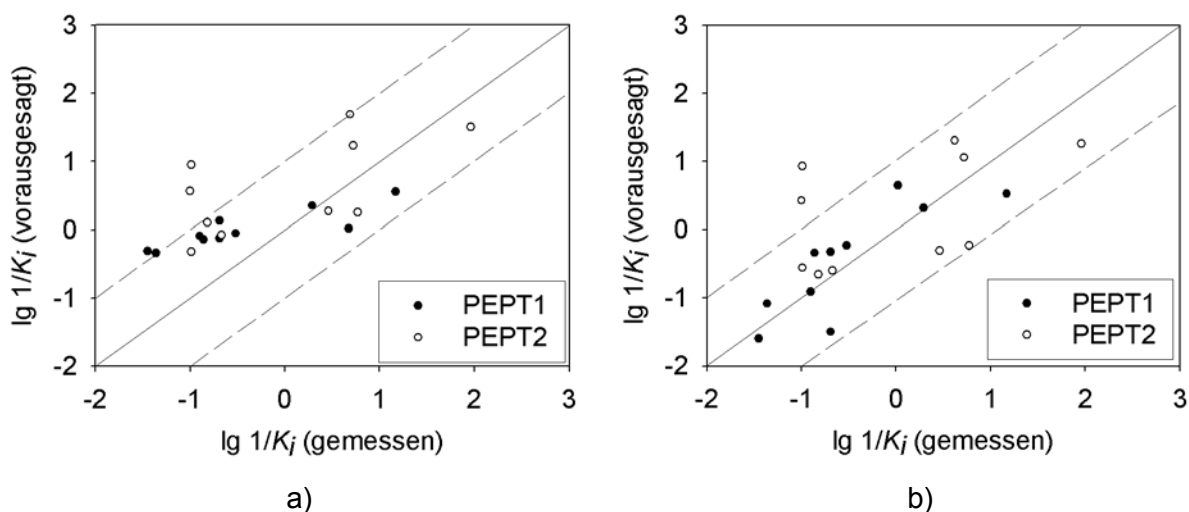 3
2
1
0
-1
-2
lg 1/Ki (vorausgesagt)
PEPT1
PEPT2
-2 -1 0 1 2 3
lg 1/Ki (gemessen)
a)
3
2
1
0
-1
-2
lg 1/Ki (vorausgesagt)
PEPT1
PEPT2
-2 -1 0 1 2 3
lg 1/Ki (gemessen)
b)